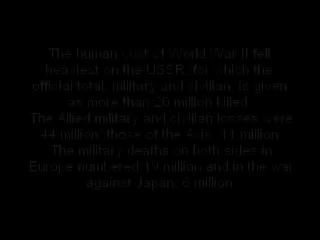 The human cost of World War II fell
heaviest on the USSR, for which the
official total, military and civilian, is given
as more than 20 million killed.
The Allied military and civilian losses were
44 million; those of the Axis, 11 million.
The military deaths on both sides in
Europe numbered 19 million and in the war
against Japan, 6 million.